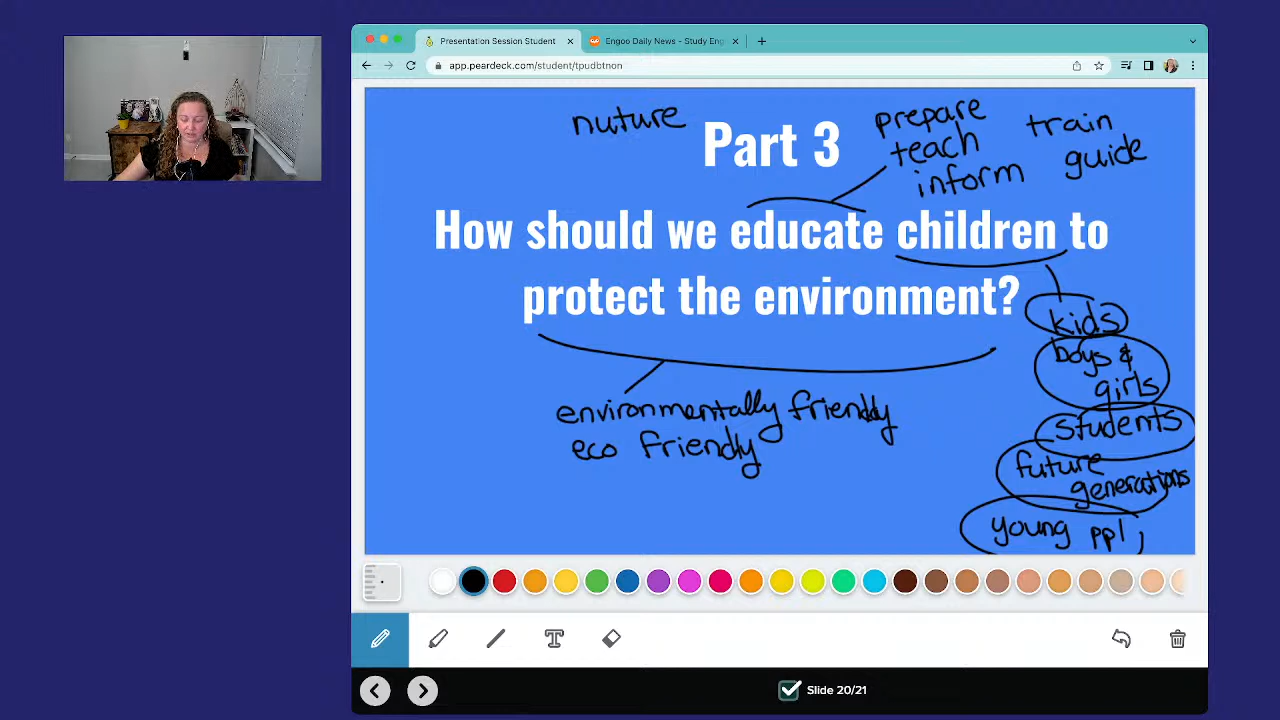 Presentation Session Student
Engoo Daily News - Study Eng
app.peardeck.com/student/tpudbtnon
nuture
prepare
teach
inform
train
guide
Part 3
How should we educate children to
protect the environment?
kids
boys &
girls
students
future
generations
young ppl
environmentally friendly
eco friendly
Slide 20/21